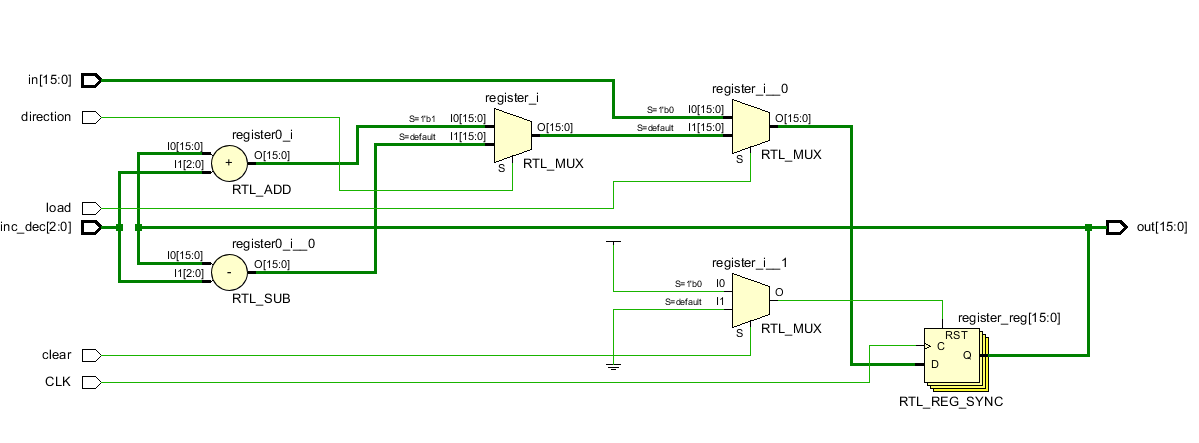 in[15:0]
direction
load
inc_dec[2:0]
clear
CLK
register0_i
I0[15:0]
I1[2:0]
+
O[15:0]
RTL_ADD
register0_i__0
I0[15:0]
I1[2:0]
-
O[15:0]
RTL_SUB
register_i
S=1'b1
I0[15:0]
S=default
I1[15:0]
O[15:0]
S
RTL_MUX
register_i__0
S=1'b0
I0[15:0]
S=default
I1[15:0]
O[15:0]
S
RTL_MUX
register_i__1
S=1'b0
I0
S=default
I1
O
S
RTL_MUX
register_reg[15:0]
RST
C
D
Q
RTL_REG_SYNC
out[15:0]